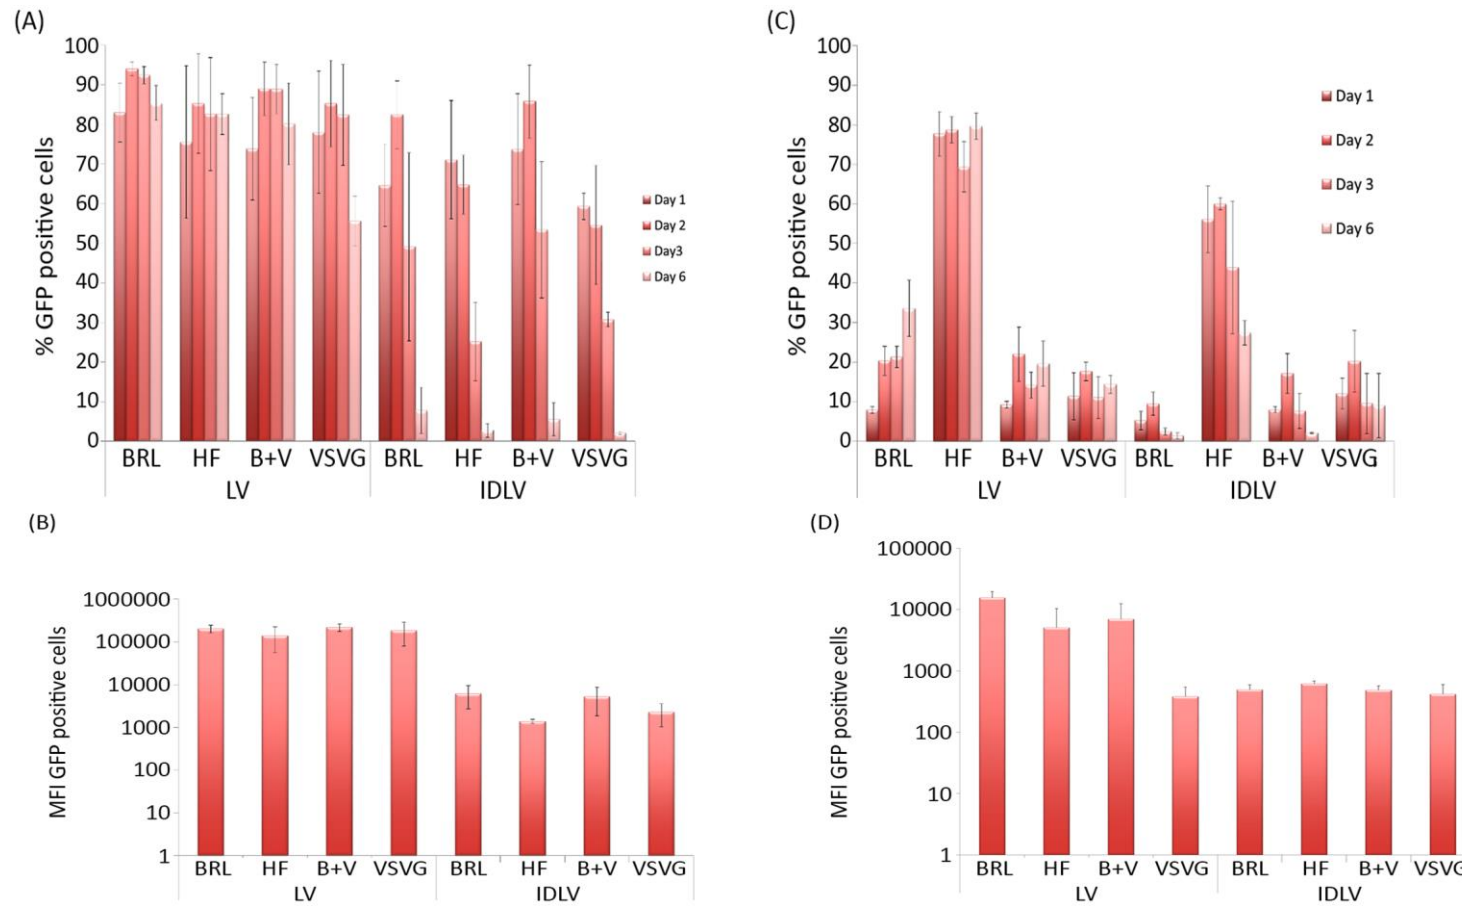 (A)
% GFP positive cells
100
90
80
70
60
50
40
30
20
10
0
BRL HF B+V VSVG BRL HF B+V VSVG
LV IDLV
Day 1
Day 2
Day3
Day 6
(C)
% GFP positive cells
100
90
80
70
60
50
40
30
20
10
0
BRL HF B+V VSVG BRL HF B+V VSVG
LV IDLV
Day 1
Day 2
Day 3
Day 6
(B)
MFI GFP positive cells
1000000
100000
10000
1000
100
10
1
BRL HF B+V VSVG BRL HF B+V VSVG
LV IDLV
(D)
MFI GFP positive cells
100000
10000
1000
100
10
1
BRL HF B+V VSVG BRL HF B+V VSVG
LV IDLV